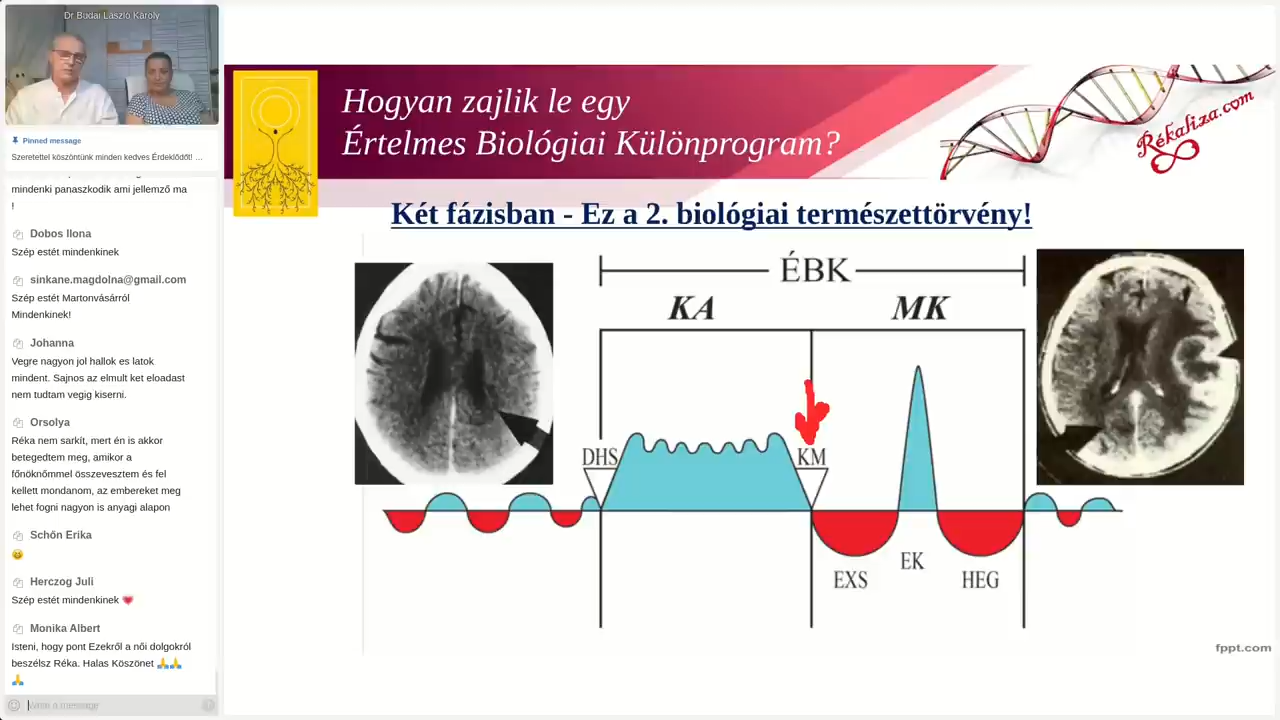 Dr Budai László Károly
Pinned message
Szeretettel köszöntünk minden kedves Érdeklődőt! ...
mindenki panaszkodik ami jellemző ma
!
Dobos Ilona
Szép estét mindenkinek
sinkane.magdolna@gmail.com
Szép estét Martonvásárról
Mindenkinek!
Johanna
Vegre nagyon jol hallok es latok
mindent. Sajnos az elmult ket eloadast
nem tudtam vegig kiserni.
Orsolya
Réka nem sarkít, mert én is akkor
betegedtem meg, amikor a
főnöknőmmel összevesztem és fel
kellett mondanom, az embereket meg
lehet fogni nagyon is anyagi alapon
Schőn Erika
😄
Herczog Juli
Szép estét mindenkinek 💗
Monika Albert
Isteni, hogy pont Ezekről a női dolgokról
beszélsz Réka. Halas Köszönet 🙏🙏
🙏
Write a message
Hogyan zajlik le egy
Értelmes Biológiai Különprogram?
Rékaliza.com
Két fázisban - Ez a 2. biológiai természettörvény!
ÉBK
KA
MK
DHS
KM
EXS
EK
HEG
fppt.com